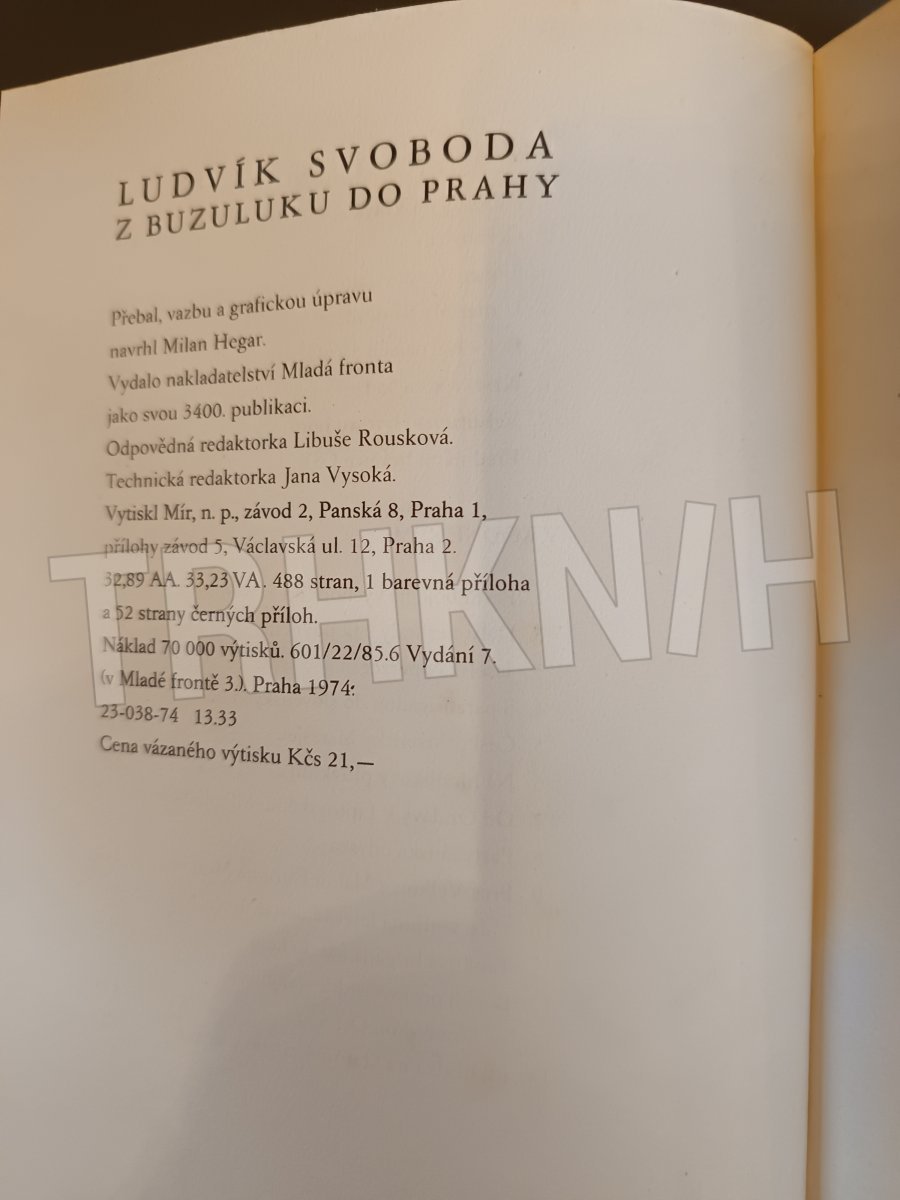 LUDVÍK SVOBODA
Z BUZULUKU DO PRAHY
Přebal, vazbu a grafickou úpravu
navrhl Milan Hegar.
Vydalo nakladatelství Mladá fronta
jako svou 3400. publikaci.
Odpovědná redaktorka Libuše Rousková.
Technická redaktorka Jana Vysoká.
Vytiskl Mír, n. p., závod 2, Panská 8, Praha 1,
přílohy závod 5, Václavská ul. 12, Praha 2.
32,89 AA. 33,23 VA. 488 stran, 1 barevná příloha
a 52 strany černých příloh.
Náklad 70 000 výtisků. 601/22/85.6 Vydání 7.
(v Mladé frontě 3.). Praha 1974:
23-038-74 13.33
Cena vázaného výtisku Kčs 21,—
TRHKN/H